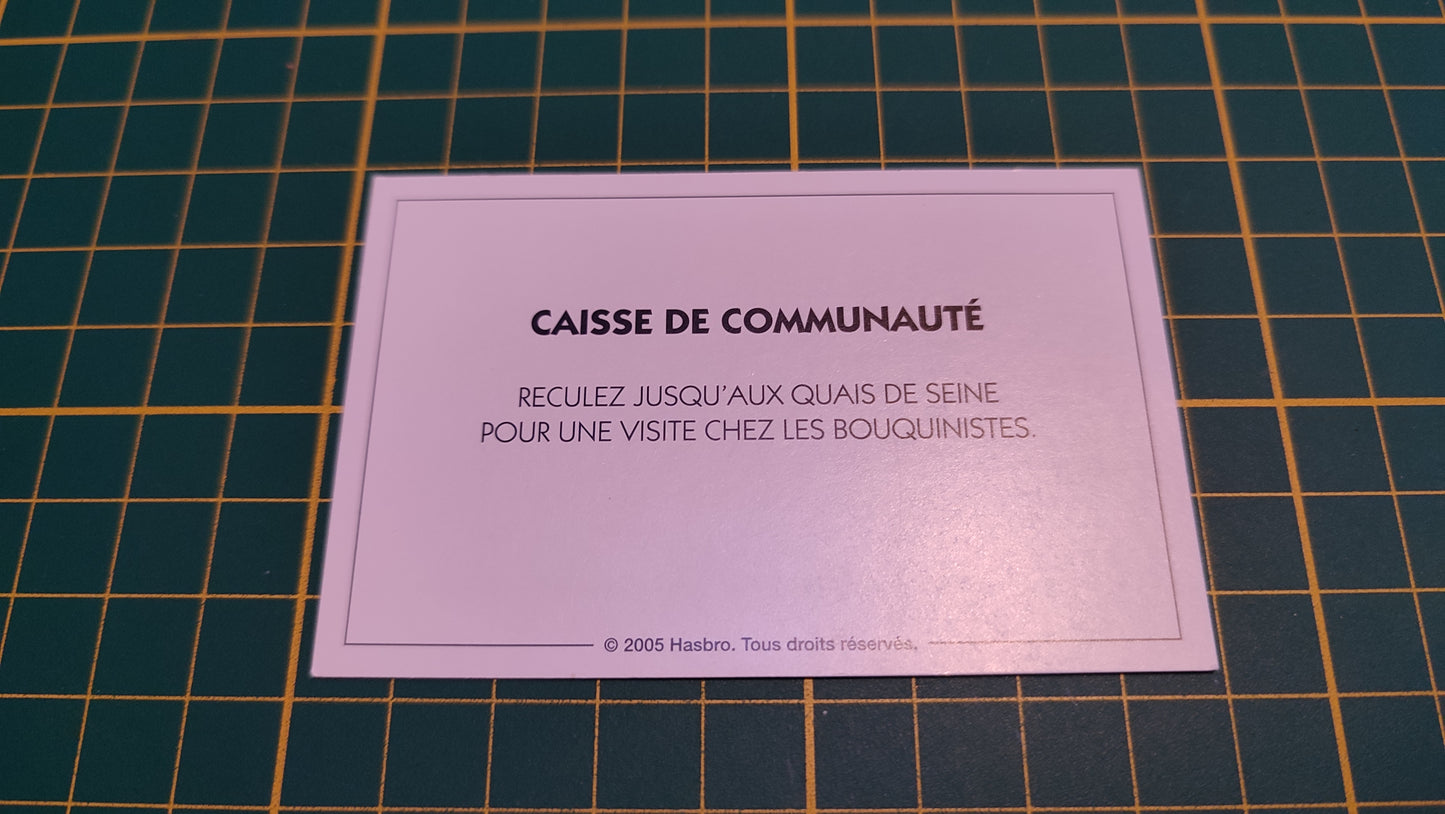 CAISSE DE COMMUNAUTÉ
RECULEZ JUSQU'AUX QUAIS DE SEINE
POUR UNE VISITE CHEZ LES BOUQUINISTES.
© 2005 Hasbro. Tous droits réservés.